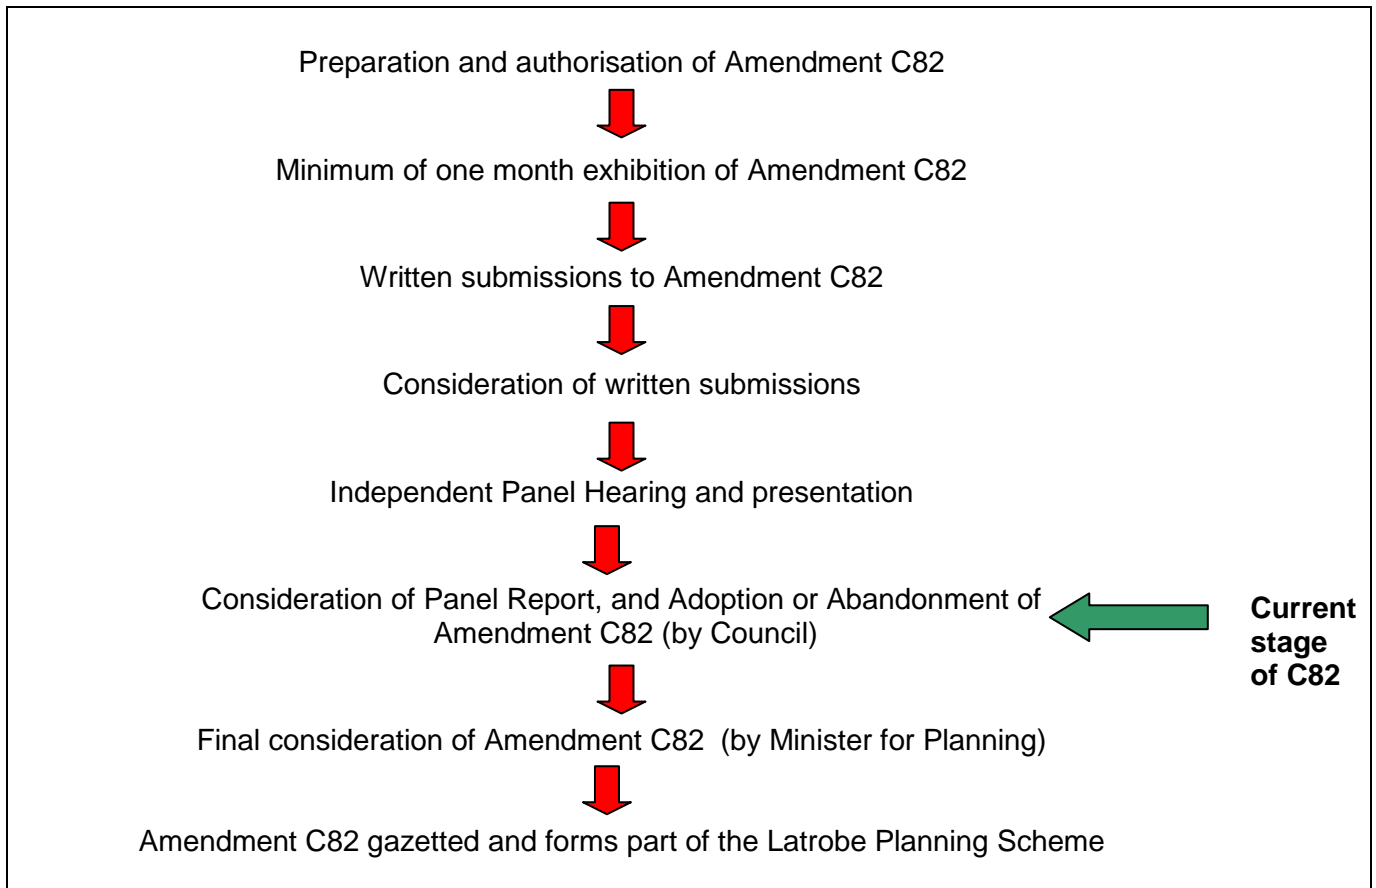 Preparation and authorisation of Amendment C82
Minimum of one month exhibition of Amendment C82
Written submissions to Amendment C82
Consideration of written submissions
Independent Panel Hearing and presentation
Consideration of Panel Report, and Adoption or Abandonment of
Amendment C82 (by Council)
Current
stage
of C82
Final consideration of Amendment C82  (by Minister for Planning)
Amendment C82 gazetted and forms part of the Latrobe Planning Scheme